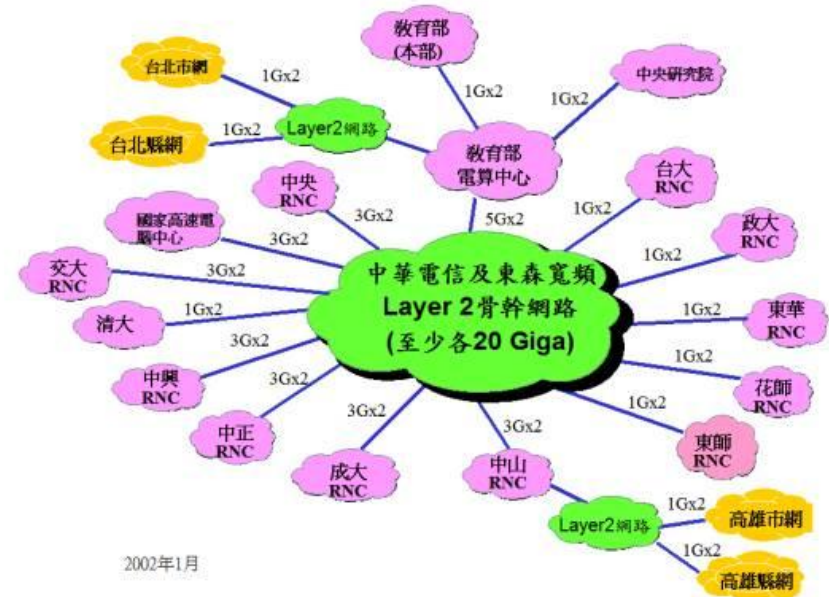 教育部
(本部)
台北市網
1Gx2
1Gx2
1Gx2
中央研究院
Layer2網路
1Gx2
台北縣網
教育部
電算中心
中央
RNC
台大
RNC
國家高速電
腦中心
3Gx2
5Gx2
1Gx2
政大
RNC
3Gx2
交大
RNC
3Gx2
中華電信及東森寬頻
Layer 2骨幹網路
(至少各20 Giga)
1Gx2
清大
1Gx2
1Gx2
東華
RNC
中興
RNC
3Gx2
1Gx2
花師
RNC
中正
RNC
3Gx2
3Gx2
3Gx2
1Gx2
東師
RNC
成大
RNC
中山
RNC
Layer2網路
1Gx2
高雄市網
1Gx2
高雄縣網
2002年1月